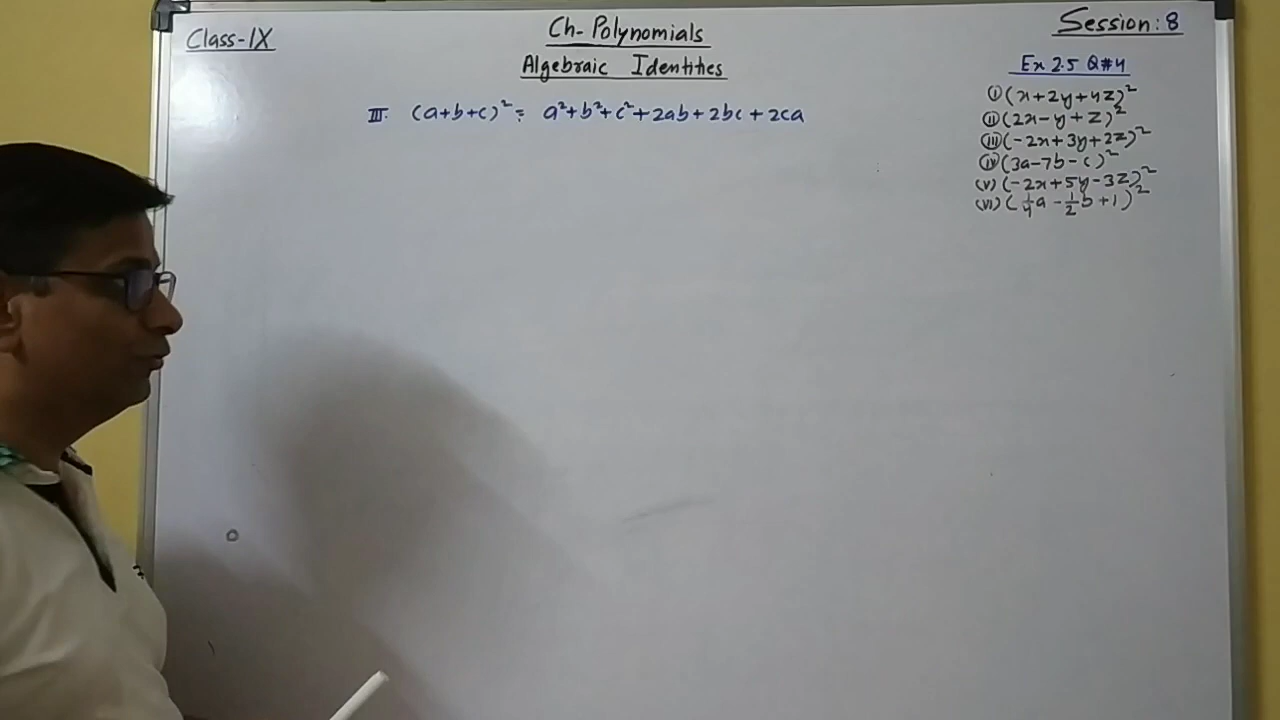 Class-IX
Ch- Polynomials
Session: 8
Algebraic Identities
III. (a+b+c)² = a²+b²+c²+2ab+2bc+2ca
Ex 2.5 Q#4
(i) (x+2y+4z)²
(ii) (2x-y+z)²
(iii) (-2x+3y+2z)²
(iv) (3a-7b-c)²
(v) (-2x+5y-3z)²
(vi) (1/4a - 1/2b +1)²